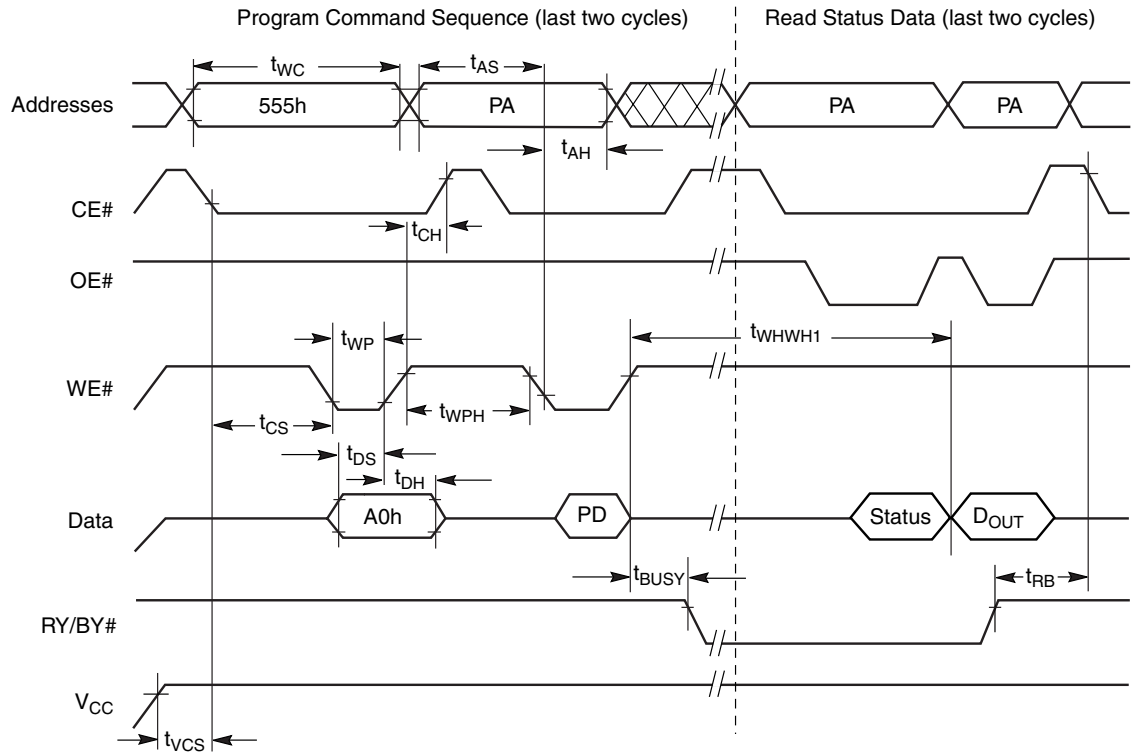 Program Command Sequence (last two cycles)
Read Status Data (last two cycles)
tWC
tAS
Addresses
555h
PA
PA
PA
tAH
CE#
tCH
OE#
tWP
tWHWH1
WE#
tCS
tWPH
tDS
tDH
Data
A0h
PD
Status
DOUT
tBUSY
tRB
RY/BY#
VCC
tVCS